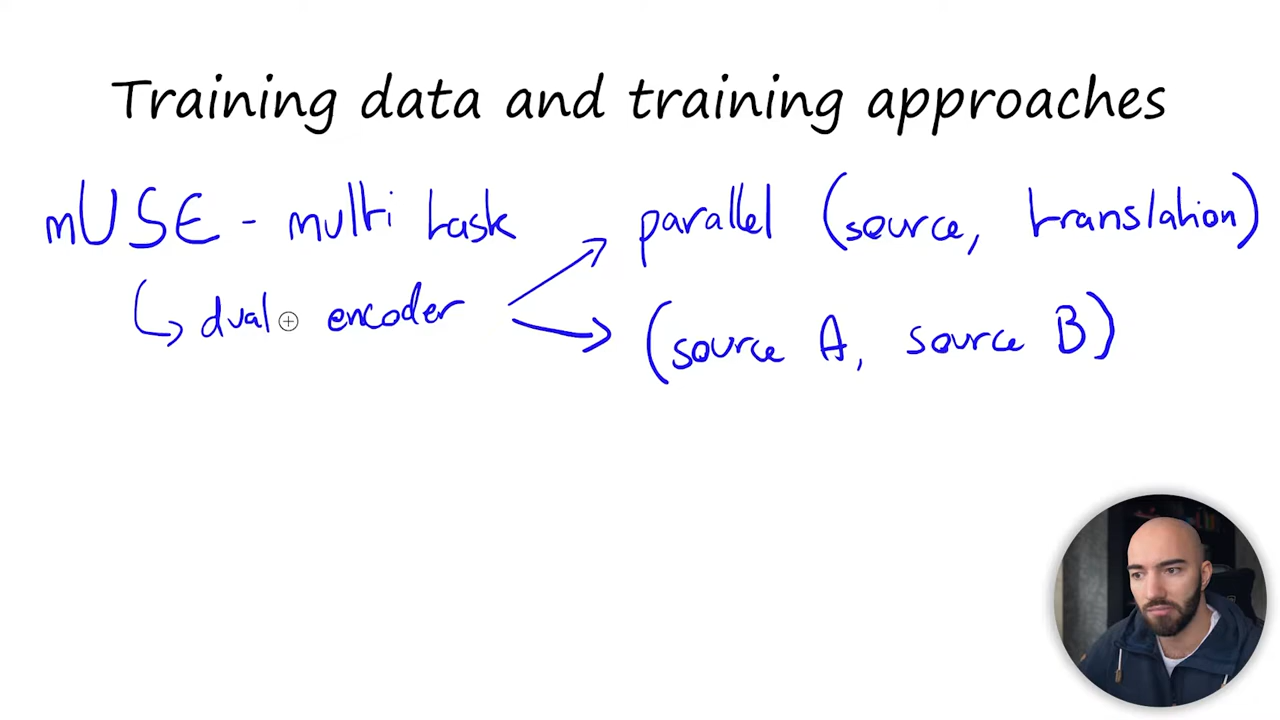 Training data and training approaches
mUSE - multi task parallel (source, translation)
dual encoder (source A, source B)